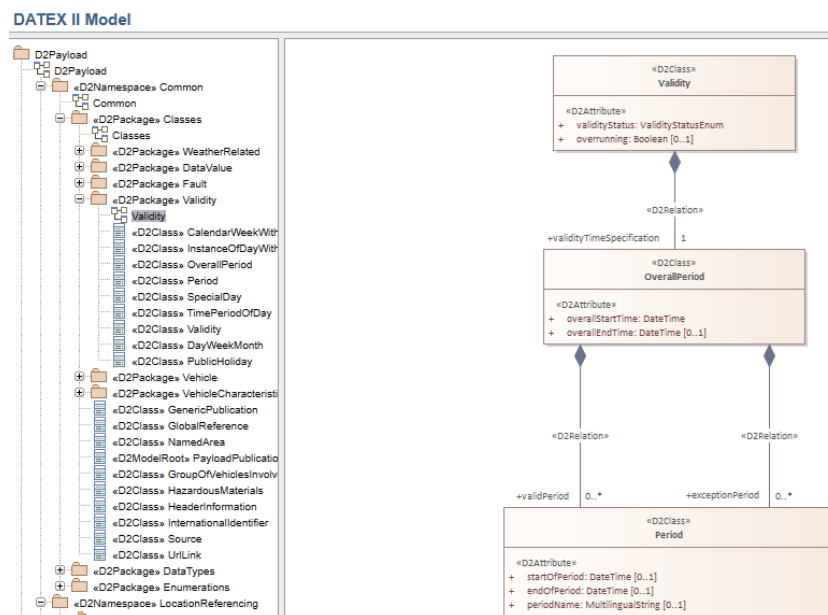 DATEX II Model
D2Payload
D2Payload
«D2Namespace» Common
Common
«D2Package» Classes
Classes
«D2Package» WeatherRelated
«D2Package» DataValue
«D2Package» Fault
«D2Package» Validity
Validity
«D2Class» CalendarWeekWith
«D2Class» InstanceOfDayWith
«D2Class» OverallPeriod
«D2Class» Period
«D2Class» SpecialDay
«D2Class» TimePeriodOfDay
«D2Class» Validity
«D2Class» DayWeekMonth
«D2Class» PublicHoliday
«D2Package» Vehicle
«D2Package» VehicleCharacteristi
«D2Class» GenericPublication
«D2Class» GlobalReference
«D2Class» NamedArea
«D2ModelRoot» PayloadPublicatio
«D2Class» GroupOfVehiclesInvolv
«D2Class» HazardousMaterials
«D2Class» HeaderInformation
«D2Class» InternationalIdentifier
«D2Class» Source
«D2Class» UrlLink
«D2Package» DataTypes
«D2Package» Enumerations
«D2Namespace» LocationReferencing
«D2Class»
Validity
«D2Attribute»
+ validityStatus: ValidityStatusEnum
+ overrunning: Boolean [0..1]
«D2Relation»
+validityTimeSpecification 1
«D2Class»
OverallPeriod
«D2Attribute»
+ overallStartTime: DateTime
+ overallEndTime: DateTime [0..1]
«D2Relation» «D2Relation»
+validPeriod 0..* +exceptionPeriod 0..*
«D2Class»
Period
«D2Attribute»
+ startOfPeriod: DateTime [0..1]
+ endOfPeriod: DateTime [0..1]
+ periodName: MultilingualString [0..1]